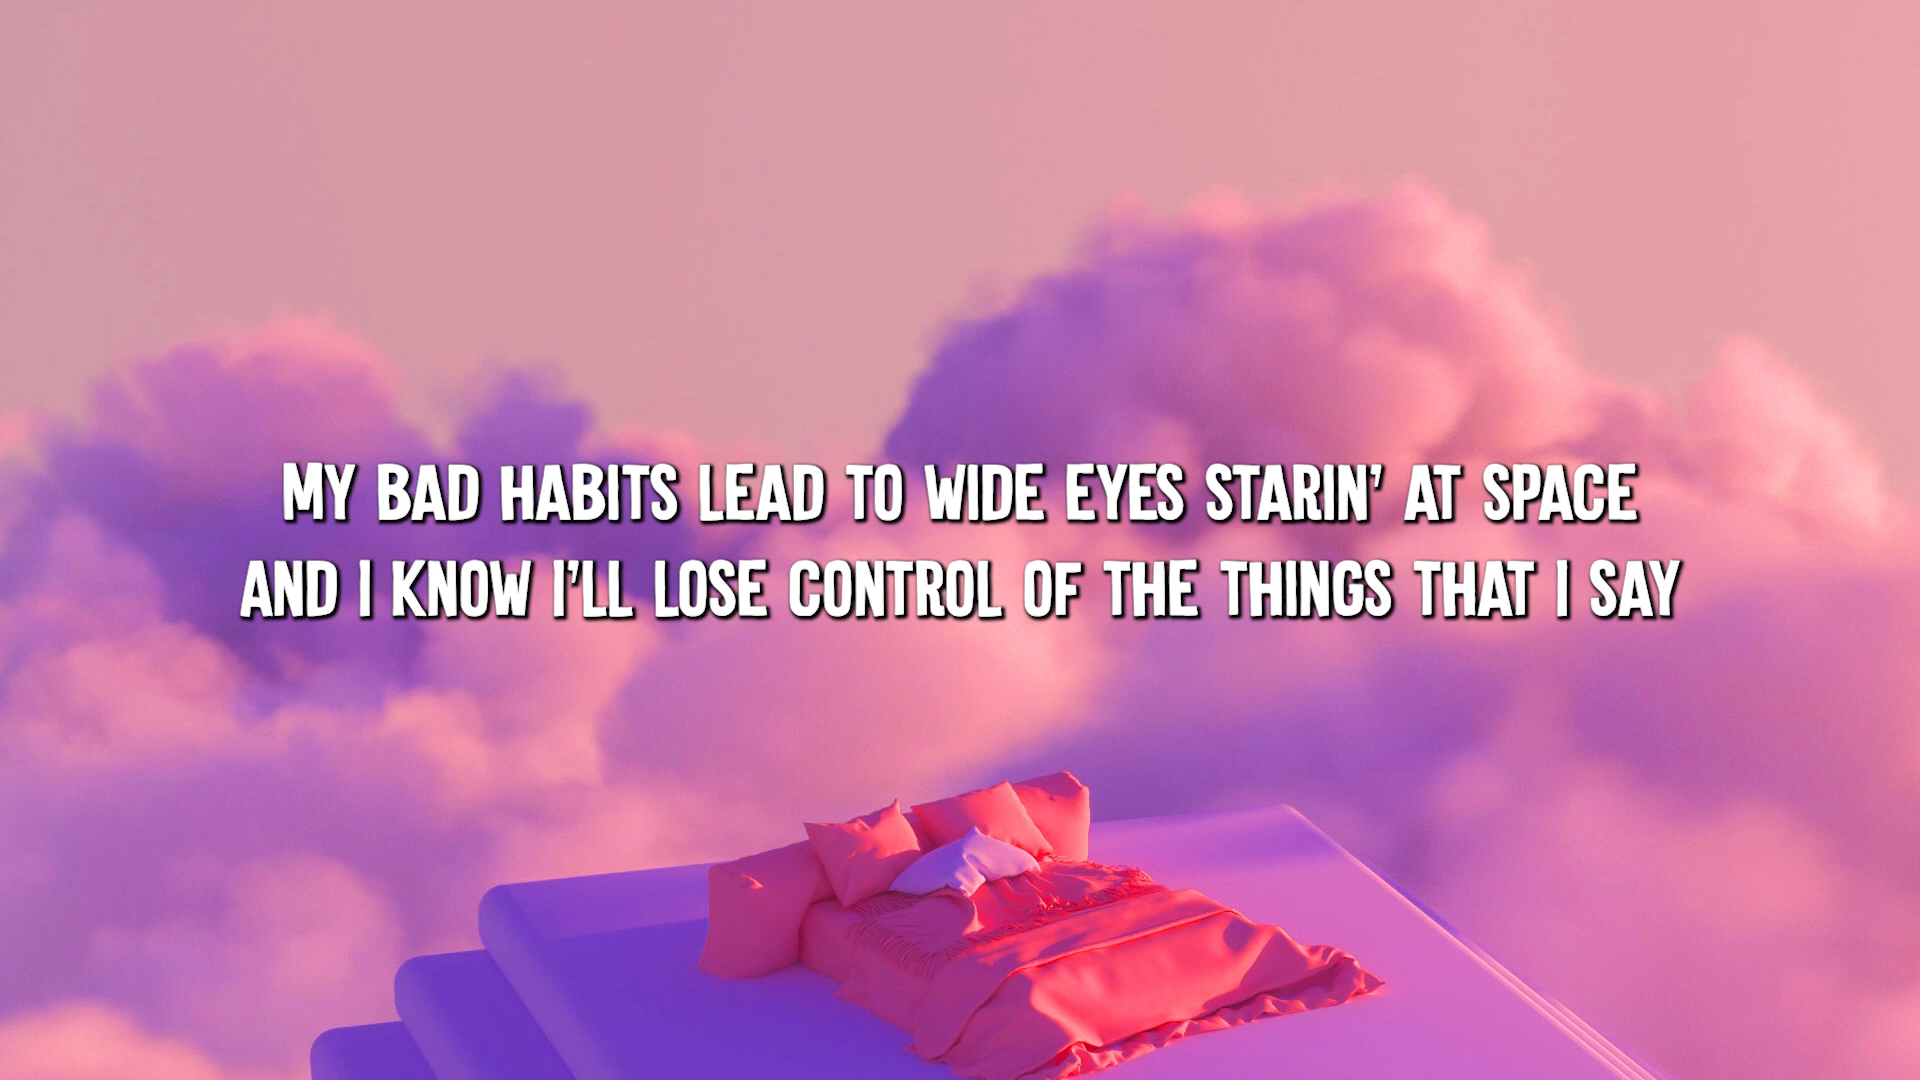 MY BAD HABITS LEAD TO WIDE EYES STARIN' AT SPACE
AND I KNOW I'LL LOSE CONTROL OF THE THINGS THAT I SAY